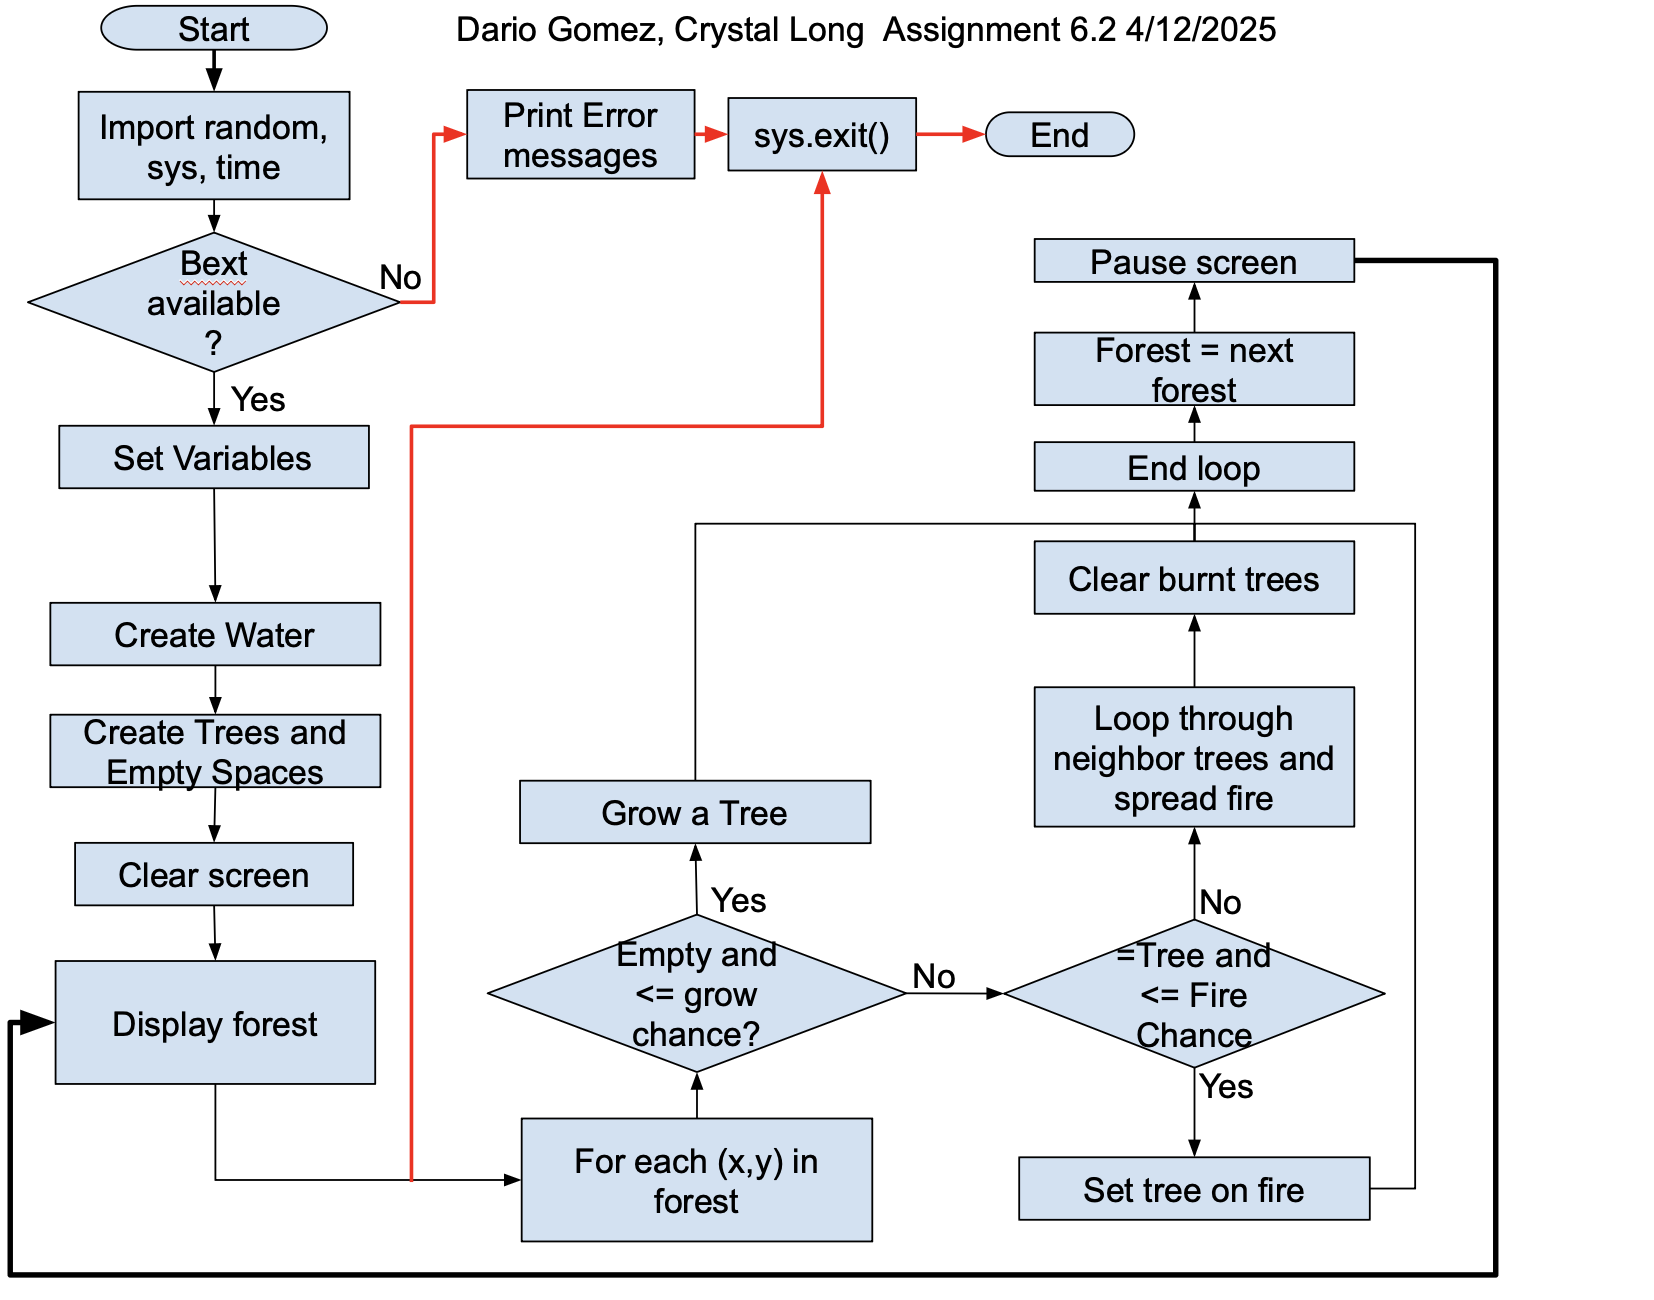 Start
Dario Gomez, Crystal Long  Assignment 6.2 4/12/2025
Import random,
sys, time
Print Error
messages
sys.exit()
End
Bext
available
?
No
Yes
Set Variables
Create Water
Create Trees and
Empty Spaces
Clear screen
Display forest
For each (x,y) in
forest
Empty and
<= grow
chance?
Yes
Grow a Tree
No
=Tree and
<= Fire
Chance
Yes
Set tree on fire
No
Loop through
neighbor trees and
spread fire
Clear burnt trees
End loop
Forest = next
forest
Pause screen